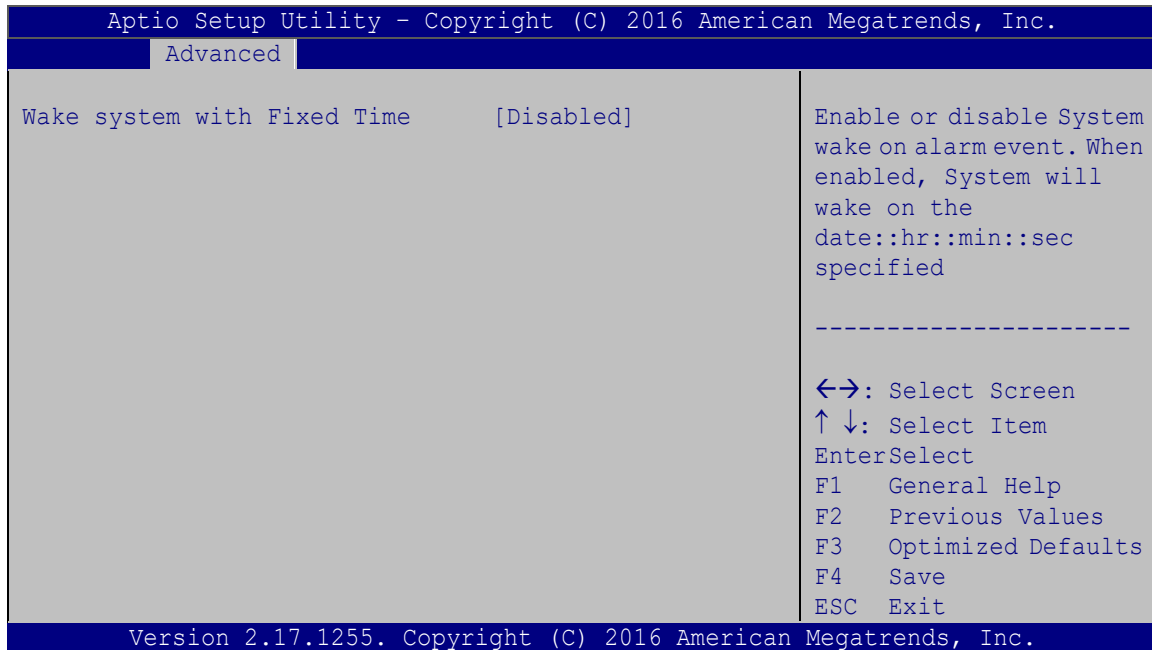 Aptio Setup Utility – Copyright (C) 2016 American Megatrends, Inc.
Advanced
Wake system with Fixed Time [Disabled]
Enable or disable System
wake on alarm event. When
enabled, System will
wake on the
date::hr::min::sec
specified
----------------------
←→: Select Screen
↑ ↓: Select Item
EnterSelect
F1 General Help
F2 Previous Values
F3 Optimized Defaults
F4 Save
ESC Exit
Version 2.17.1255. Copyright (C) 2016 American Megatrends, Inc.